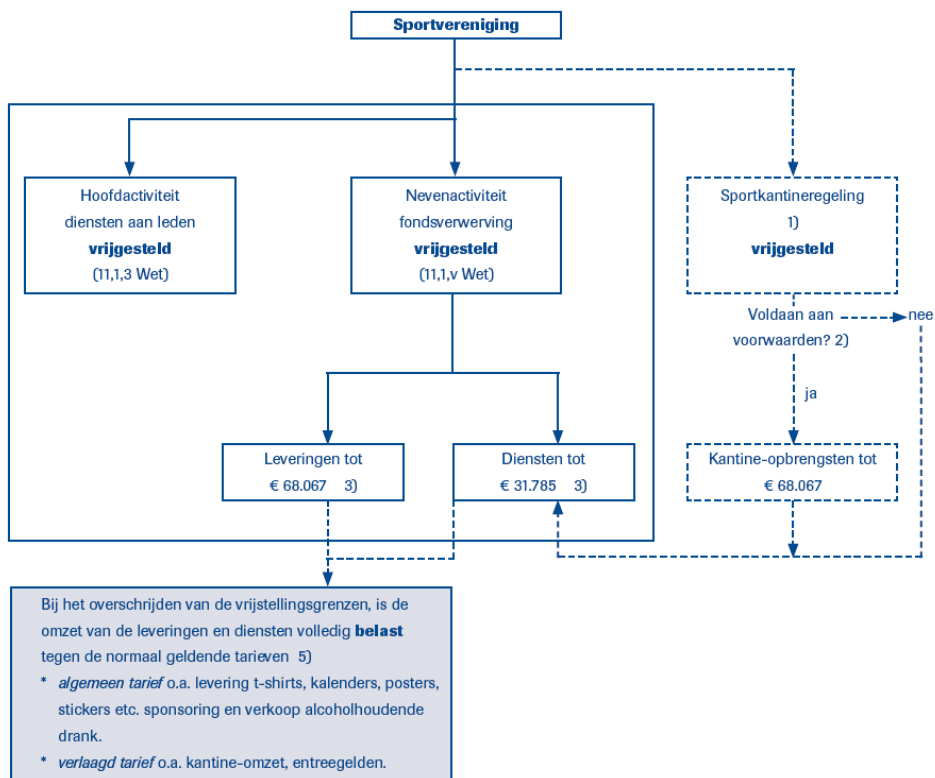 Sportvereniging
Hoofdactiviteit
diensten aan leden
vrijgesteld
(11,1,3 Wet)
Nevenactiviteit
fondsverwerving
vrijgesteld
(11,1,v Wet)
Sportkantineregeling
1)
vrijgesteld
Voldaan aan
voorwaarden? 2)
nee
ja
Leveringen tot
€ 68.067 3)
Diensten tot
€ 31.785 3)
Kantine-opbrengsten tot
€ 68.067
Bij het overschrijden van de vrijstellingsgrenzen, is de
omzet van de leveringen en diensten volledig belast
tegen de normaal geldende tarieven 5)
* algemeen tarief o.a. levering t-shirts, kalenders, posters,
stickers etc. sponsoring en verkoop alcoholhoudende
drank.
* verlaagd tarief o.a. kantine-omzet, entreegelden.